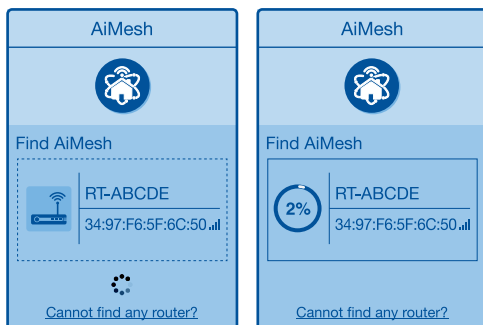 AiMesh
Find AiMesh
RT-ABCDE
34:97:F6:5F:6C:50
Cannot find any router?
AiMesh
Find AiMesh
2%
RT-ABCDE
34:97:F6:5F:6C:50
Cannot find any router?